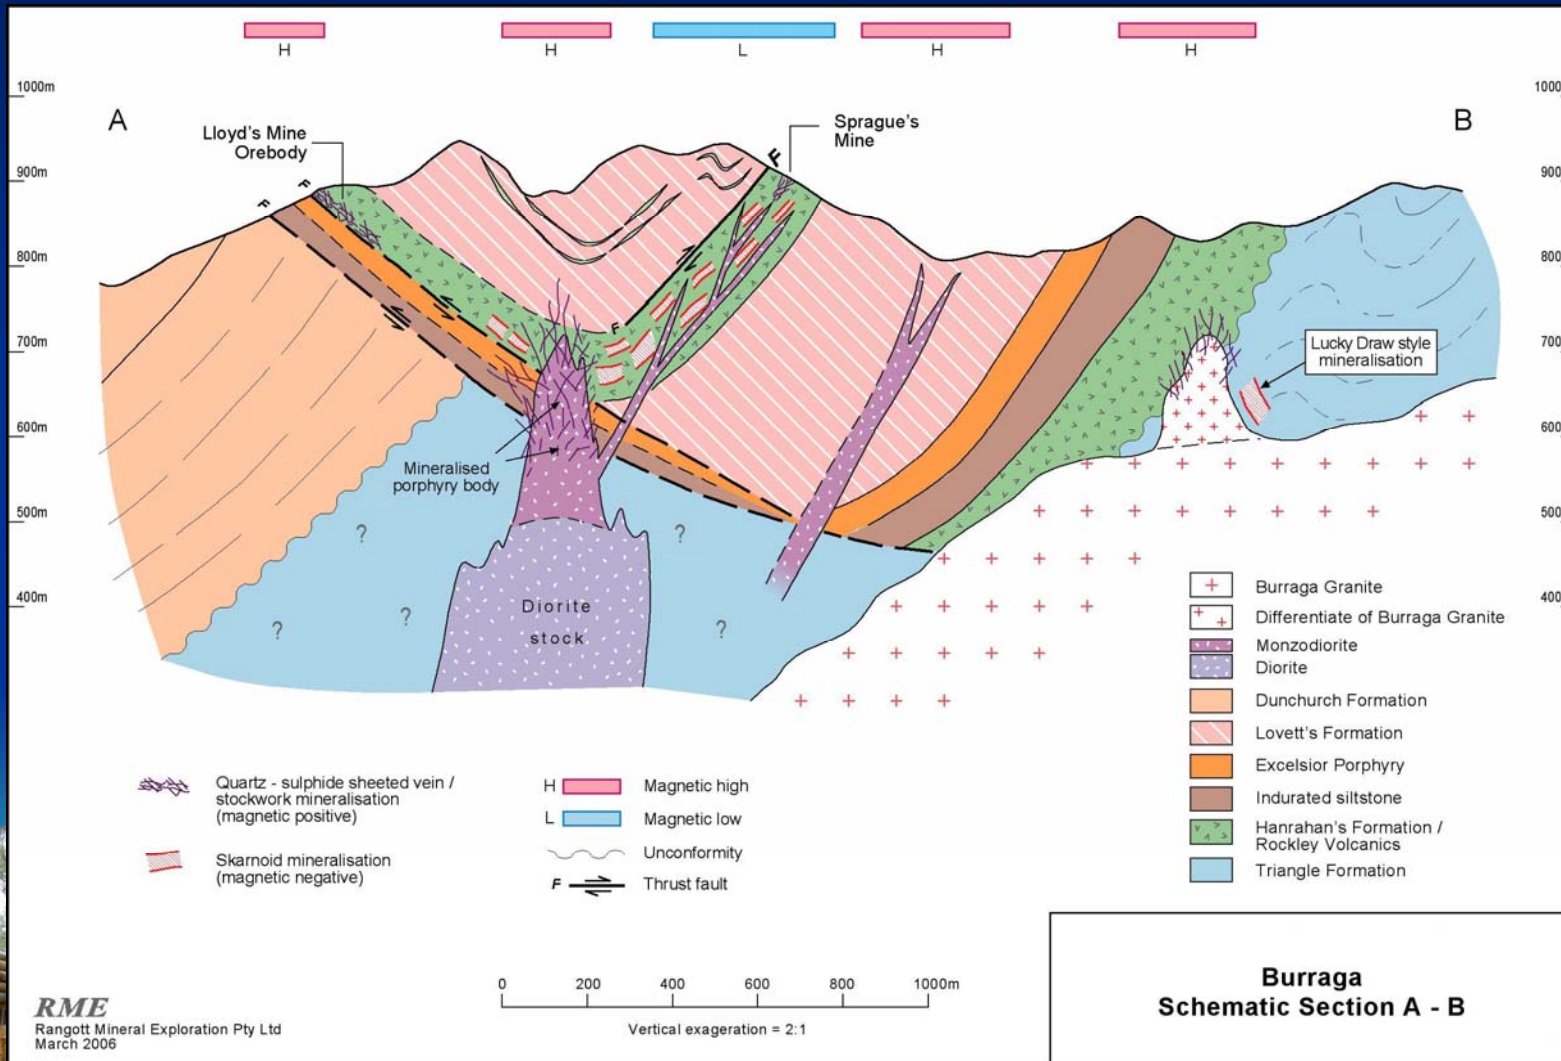 H H L H H
1000m
1000
A
B
Lloyd's Mine
Orebody
Sprague's
Mine
F
F
F
F
900m
900
800m
800
700m
700
600m
600
500m
500
400m
400
Lucky Draw style
mineralisation
Mineralised
porphyry body
?
?
?
?
?
Diorite
stock
Burraga Granite
Differentiate of Burraga Granite
Monzodiorite
Diorite
Dunchurch Formation
Lovett's Formation
Excelsior Porphyry
Indurated siltstone
Hanrahan's Formation /
Rockley Volcanics
Triangle Formation
Quartz - sulphide sheeted vein /
stockwork mineralisation
(magnetic positive)
Skarnoid mineralisation
(magnetic negative)
H Magnetic high
L Magnetic low
Unconformity
F Thrust fault
0 200 400 600 800 1000m
Vertical exageration = 2:1
RME
Rangott Mineral Exploration Pty Ltd
March 2006
Burraga
Schematic Section A - B